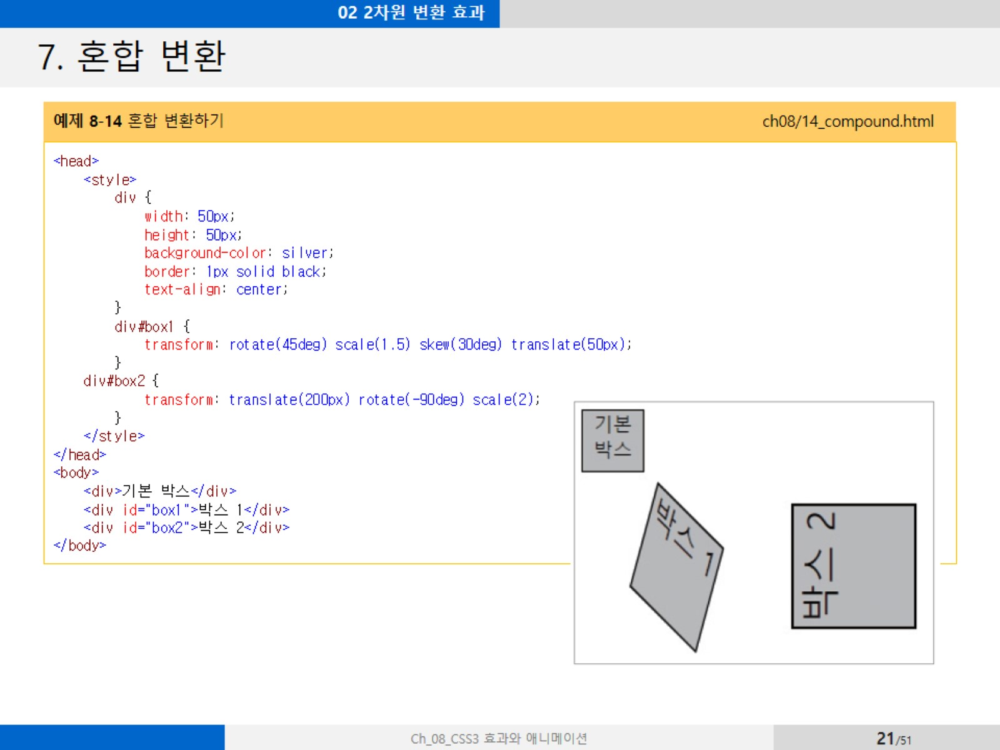 02 2차원 변환 효과
7. 혼합 변환
예제 8-14 혼합 변환하기 ch08/14_compound.html
<head>
<style>
div {
width: 50px;
height: 50px;
background-color: silver;
border: 1px solid black;
text-align: center;
}
div#box1 {
transform: rotate(45deg) scale(1.5) skew(30deg) translate(50px);
}
div#box2 {
transform: translate(200px) rotate(-90deg) scale(2);
}
</style>
</head>
<body>
<div>기본 박스</div>
<div id="box1">박스 1</div>
<div id="box2">박스 2</div>
</body>
기본
박스
박스 1
박스 2
Ch_08_CSS3 효과와 애니메이션
21/51